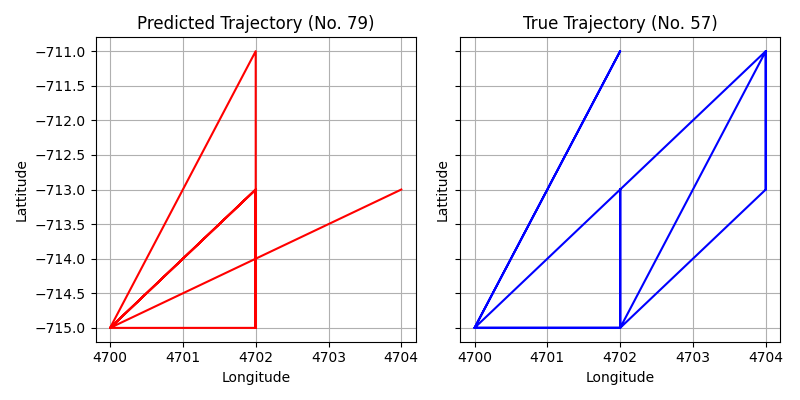 Predicted Trajectory (No. 79)
True Trajectory (No. 57)
−711.0
−711.5
−712.0
−712.5
−713.0
−713.5
−714.0
−714.5
−715.0
Lattitude
Lattitude
4700 4701 4702 4703 4704
4700 4701 4702 4703 4704
Longitude
Longitude